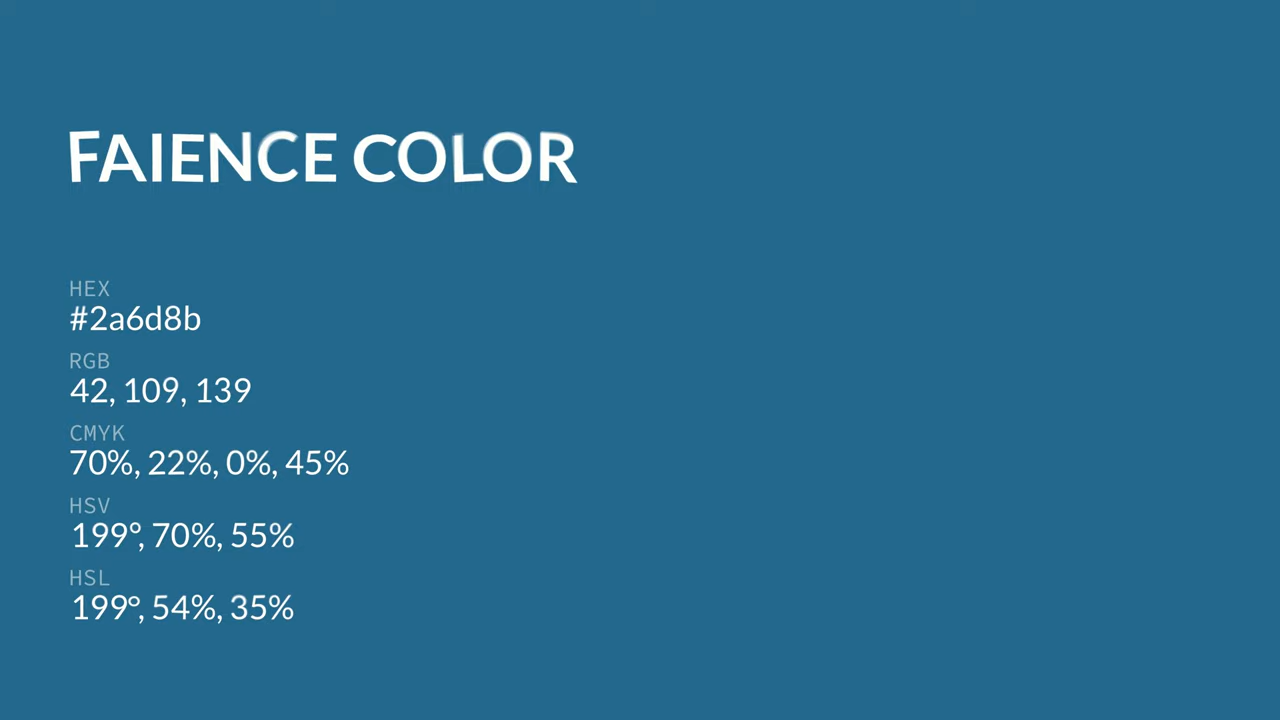 FAIENCE COLOR
HEX
#2a6d8b
RGB
42, 109, 139
CMYK
70%, 22%, 0%, 45%
HSV
199°, 70%, 55%
HSL
199°, 54%, 35%